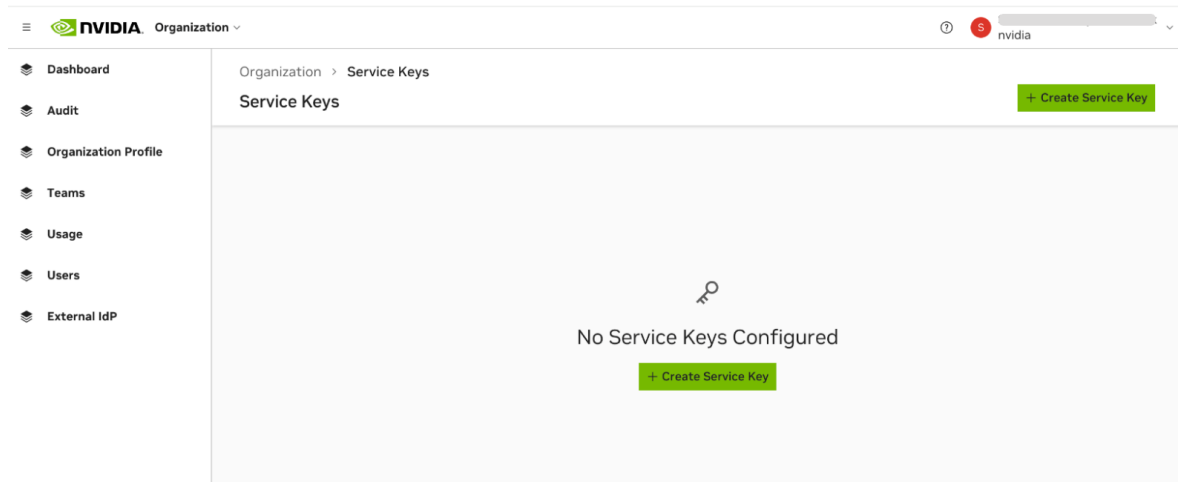 NVIDIA. Organization
S
nvidia
Dashboard
Audit
Organization Profile
Teams
Usage
Users
External IdP
Organization > Service Keys
Service Keys
+ Create Service Key
No Service Keys Configured
+ Create Service Key